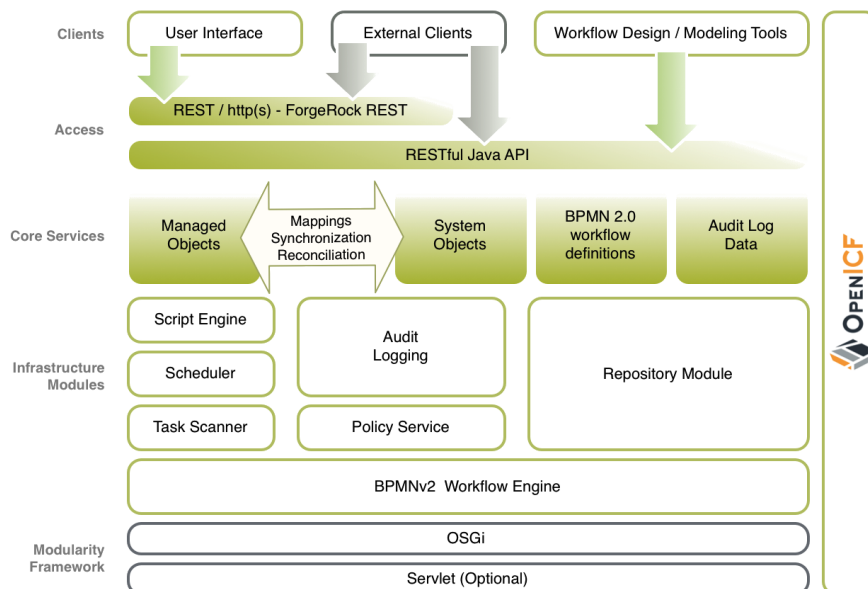 Clients
User Interface
External Clients
Workflow Design / Modeling Tools
Access
REST / http(s) - ForgeRock REST
RESTful Java API
Core Services
Managed
Objects
Mappings
Synchronization
Reconciliation
System
Objects
BPMN 2.0
workflow
definitions
Audit Log
Data
Infrastructure
Modules
Script Engine
Scheduler
Task Scanner
Audit
Logging
Policy Service
Repository Module
BPMNv2 Workflow Engine
Modularity
Framework
OSGi
Servlet (Optional)
OPENICF